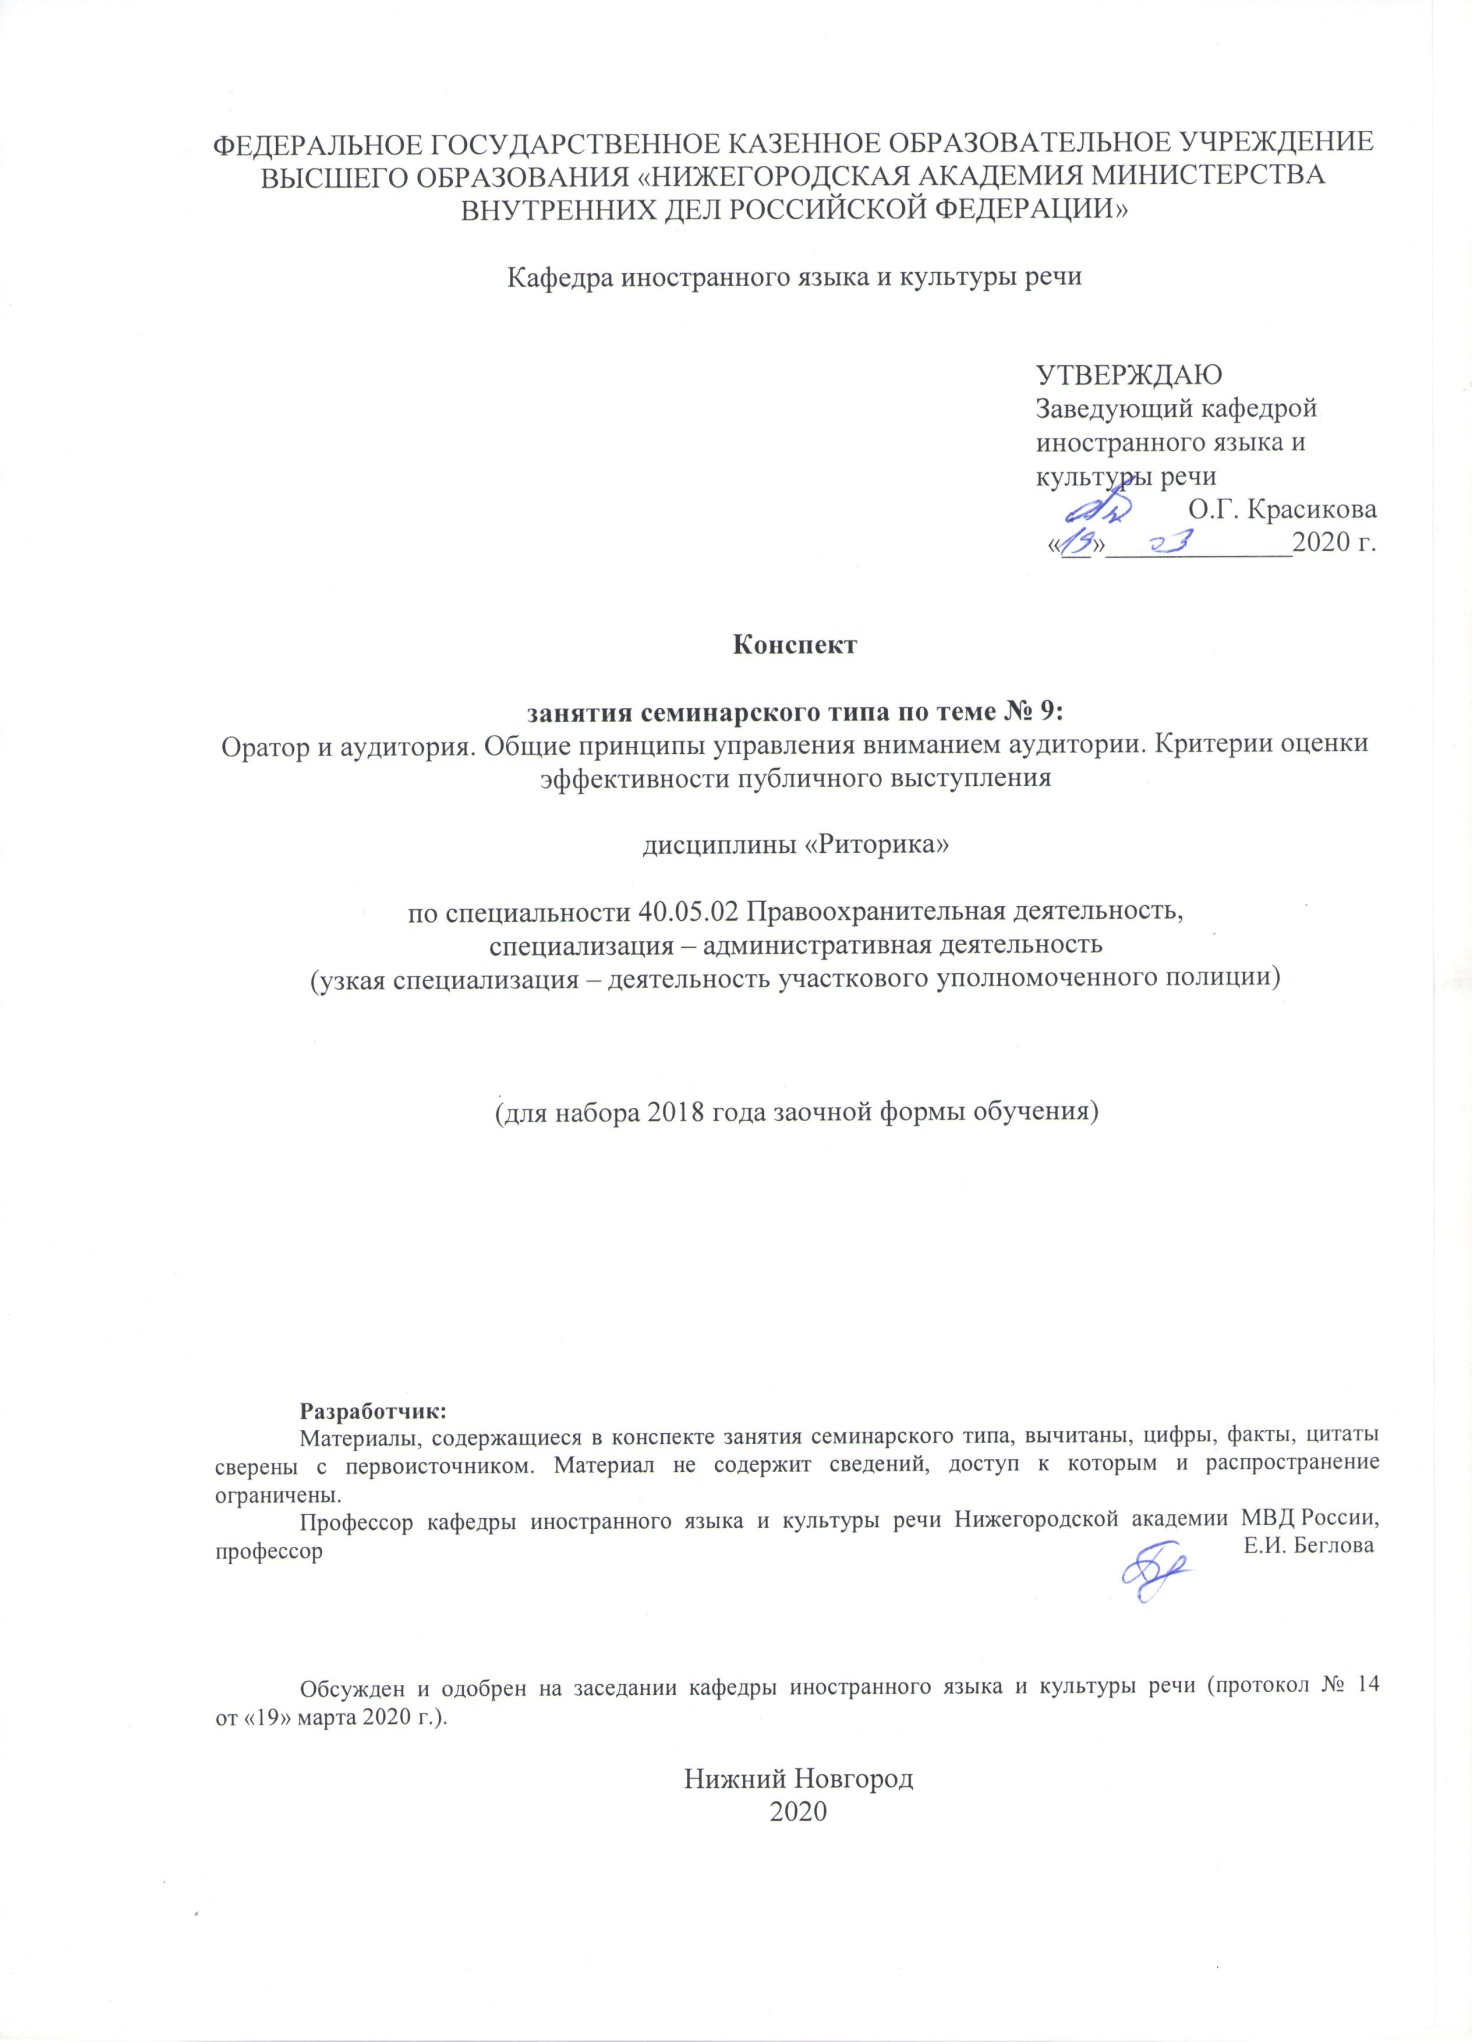 ФЕДЕРАЛЬНОЕ ГОСУДАРСТВЕННОЕ КАЗЕННОЕ ОБРАЗОВАТЕЛЬНОЕ УЧРЕЖДЕНИЕ
ВЫСШЕГО ОБРАЗОВАНИЯ «НИЖЕГОРОДСКАЯ АКАДЕМИЯ МИНИСТЕРСТВА
ВНУТРЕННИХ ДЕЛ РОССИЙСКОЙ ФЕДЕРАЦИИ»
Кафедра иностранного языка и культуры речи
УТВЕРЖДАЮ
Заведующий кафедрой
иностранного языка и
культуры речи
О.Г. Красикова
«19» 03 2020 г.
Конспект
занятия семинарского типа по теме № 9:
Оратор и аудитория. Общие принципы управления вниманием аудитории. Критерии оценки
эффективности публичного выступления
дисциплины «Риторика»
по специальности 40.05.02 Правоохранительная деятельность,
специализация – административная деятельность
(узкая специализация – деятельность участкового уполномоченного полиции)
(для набора 2018 года заочной формы обучения)
Разработчик:
Материалы, содержащиеся в конспекте занятия семинарского типа, вычитаны, цифры, факты, цитаты
сверены с первоисточником. Материал не содержит сведений, доступ к которым и распространение
ограничены.
Профессор кафедры иностранного языка и культуры речи Нижегородской академии МВД России,
профессор Е.И. Беглова
Обсужден и одобрен на заседании кафедры иностранного языка и культуры речи (протокол № 14
от «19» марта 2020 г.).
Нижний Новгород
2020